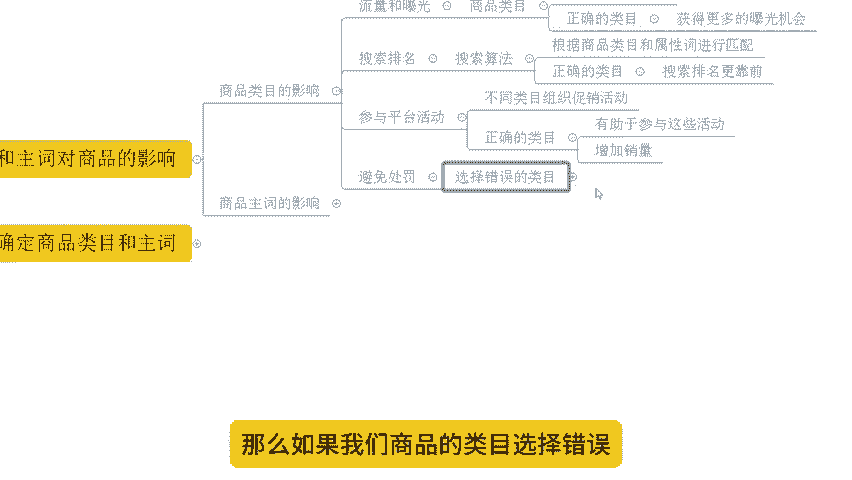 流量和曝光
商品类目
正确的类目
获得更多的曝光机会
搜索排名
搜索算法
根据商品类目和属性词进行匹配
正确的类目
搜索排名更靠前
商品类目的影响
参与平台活动
不同类目组织促销活动
正确的类目
有助于参与这些活动
增加销量
和主词对商品的影响
避免处罚
选择错误的类目
商品主词的影响
确定商品类目和主词
那么如果我们商品的类目选择错误